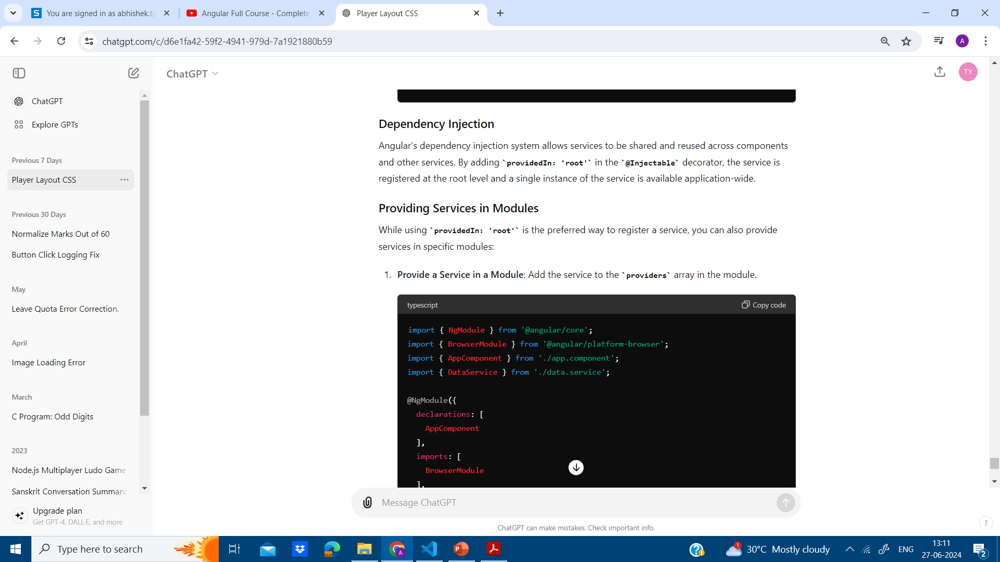 You are signed in as abhishek.ty
Angular Full Course - Complete
Player Layout CSS
chatgpt.com/c/d6e1fa42-59f2-4941-979d-7a1921880b59
A
ChatGPT
TY
ChatGPT
Explore GPTs
Previous 7 Days
Player Layout CSS
Previous 30 Days
Normalize Marks Out of 60
Button Click Logging Fix
May
Leave Quota Error Correction.
April
Image Loading Error
March
C Program: Odd Digits
2023
Node.js Multiplayer Ludo Game
Sanskrit Conversation Summary
Upgrade plan
Get GPT-4, DALL·E, and more
Dependency Injection
Angular's dependency injection system allows services to be shared and reused across components
and other services. By adding `providedIn: 'root'` in the `@Injectable` decorator, the service is
registered at the root level and a single instance of the service is available application-wide.
Providing Services in Modules
While using `providedIn: 'root'` is the preferred way to register a service, you can also provide
services in specific modules:
1. Provide a Service in a Module: Add the service to the `providers` array in the module.
typescript
Copy code
import { NgModule } from '@angular/core';
import { BrowserModule } from '@angular/platform-browser';
import { AppComponent } from './app.component';
import { DataService } from './data.service';
@NgModule({
declarations: [
AppComponent
],
imports: [
BrowserModule
],
Message ChatGPT
ChatGPT can make mistakes. Check important info.
?
Type here to search
30°C Mostly cloudy
1
ENG
13:11
27-06-2024
2